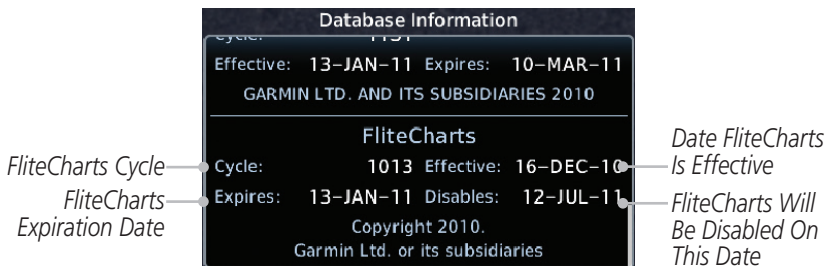 Database Information
Effective: 13-JAN-11 Expires: 10-MAR-11
GARMIN LTD. AND ITS SUBSIDIARIES 2010
FliteCharts
Cycle: 1013 Effective: 16-DEC-10
Expires: 13-JAN-11 Disables: 12-JUL-11
Copyright 2010.
Garmin Ltd. or its subsidiaries
FliteCharts Cycle
FliteCharts
Expiration Date
Date FliteCharts
Is Effective
FliteCharts Will
Be Disabled On
This Date